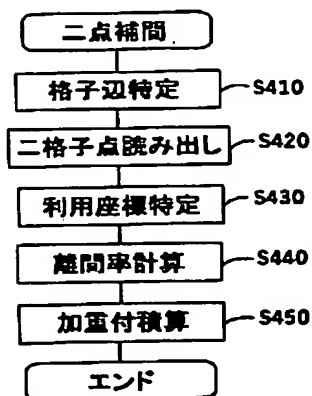 二点補間
格子辺特定 S410
二格子点読み出し S420
利用座標特定 S430
離間率計算 S440
加重付積算 S450
エンド